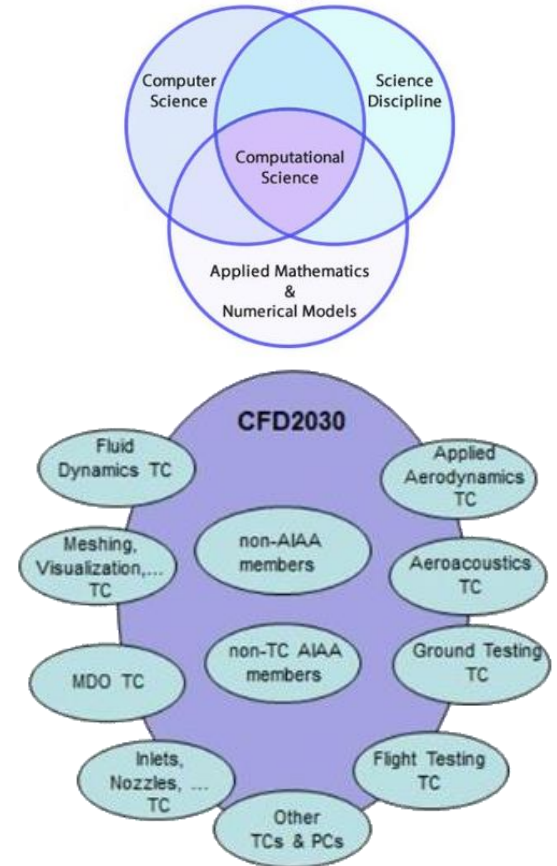 Computer
Science
Science
Discipline
Computational
Science
Applied Mathematics
&
Numerical Models
CFD2030
Fluid
Dynamics TC
Applied
Aerodynamics
TC
Meshing,
Visualization,...
TC
non-AIAA
members
Aeroacoustics
TC
MDO TC
non-TC AIAA
members
Ground Testing
TC
Inlets,
Nozzles, ...
TC
Flight Testing
TC
Other
TCs & PCs